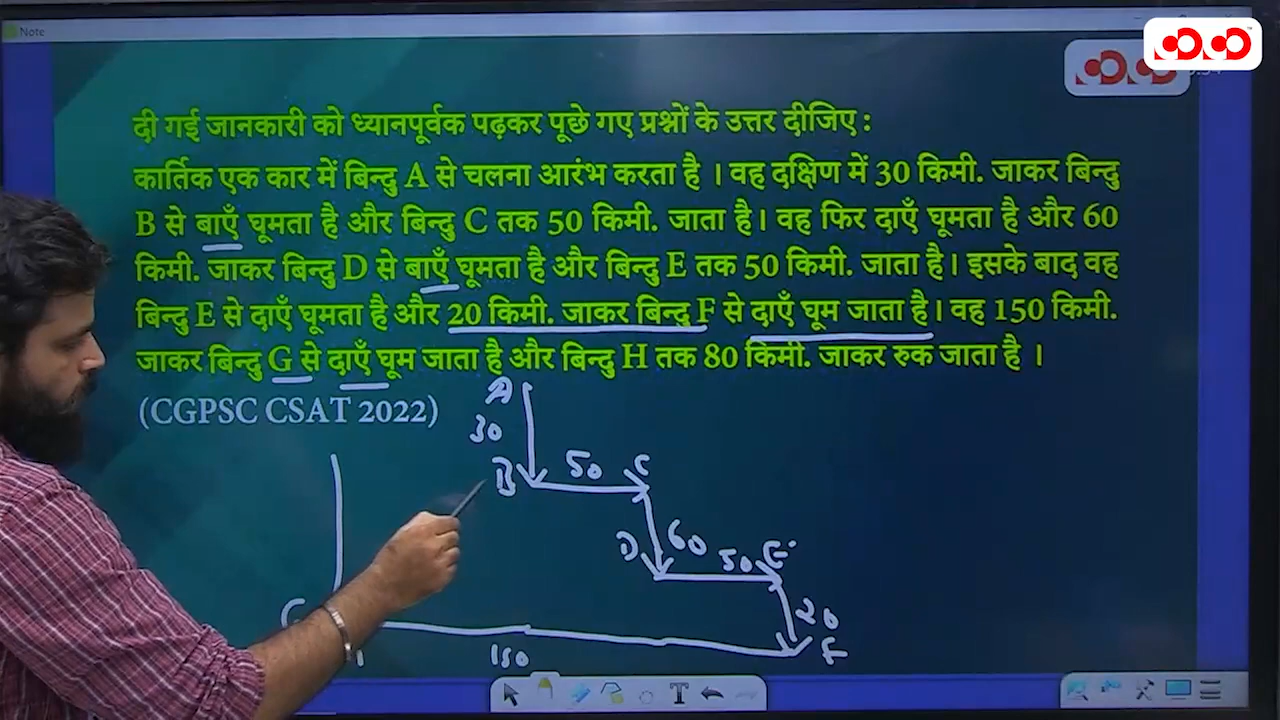 Note
दी गई जानकारी को ध्यानपूर्वक पढ़कर पूछे गए प्रश्नों के उत्तर दीजिए :
कार्तिक एक कार में बिन्दु A से चलना आरंभ करता है । वह दक्षिण में 30 किमी. जाकर बिन्दु
B से बाएँ घूमता है और बिन्दु C तक 50 किमी. जाता है। वह फिर दाएँ घूमता है और 60
किमी. जाकर बिन्दु D से बाएँ घूमता है और बिन्दु E तक 50 किमी. जाता है। इसके बाद वह
बिन्दु E से दाएँ घूमता है और 20 किमी. जाकर बिन्दु F से दाएँ घूम जाता है। वह 150 किमी.
जाकर बिन्दु G से दाएँ घूम जाता है और बिन्दु H तक 80 किमी. जाकर रुक जाता है ।
(CGPSC CSAT 2022)
A
30
B 50 C
D 60 50 E
20
150 F
T